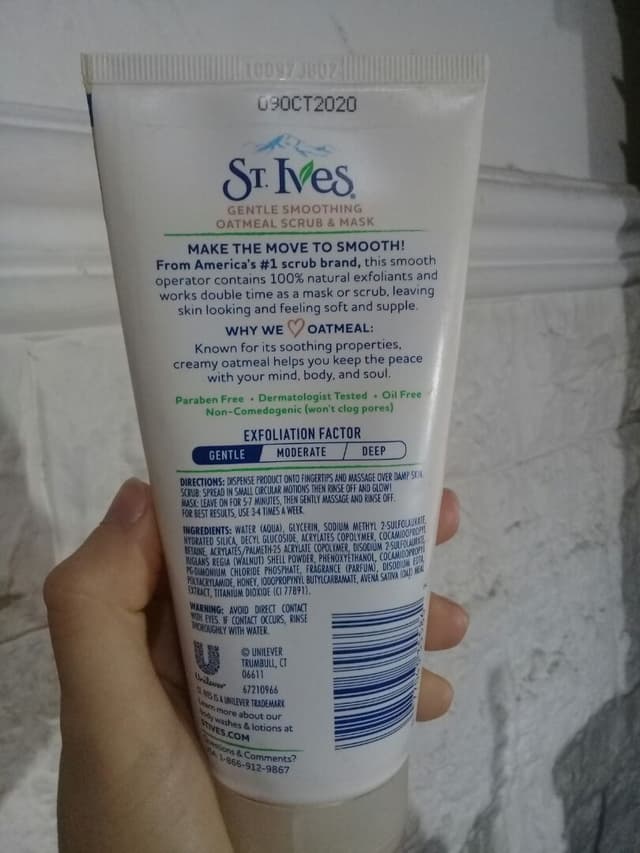 09OCT2020
ST. Ives
GENTLE SMOOTHING
OATMEAL SCRUB & MASK
MAKE THE MOVE TO SMOOTH!
From America's #1 scrub brand, this smooth
operator contains 100% natural exfoliants and
works double time as a mask or scrub, leaving
skin looking and feeling soft and supple.
WHY WE OATMEAL:
Known for its soothing properties,
creamy oatmeal helps you keep the peace
with your mind, body, and soul.
Paraben Free • Dermatologist Tested • Oil Free
Non-Comedogenic (won't clog pores)
EXFOLIATION FACTOR
GENTLE / MODERATE / DEEP
DIRECTIONS: DISPENSE PRODUCT ONTO FINGERTIPS AND MASSAGE OVER DAMP SKIN.
SCRUB: SPREAD IN SMALL CIRCULAR MOTIONS THEN RINSE OFF AND GLOW!
MASK: LEAVE ON FOR 5-7 MINUTES, THEN GENTLY MASSAGE AND RINSE OFF.
FOR BEST RESULTS, USE 3-4 TIMES A WEEK.
INGREDIENTS: WATER (AQUA), GLYCERIN, SODIUM METHYL 2-SULFOLAURATE,
HYDRATED SILICA, DECYL GLUCOSIDE, ACRYLATES COPOLYMER, COCAMIDOPROPYL
BETAINE, ACRYLATES/PALMETH-25 ACRYLATE COPOLYMER, DISODIUM 2-SULFOLAURATE,
JUGLANS REGIA (WALNUT) SHELL POWDER, PHENOXYETHANOL, COCAMIDOPROPYL
PG-DIMONIUM CHLORIDE PHOSPHATE, FRAGRANCE (PARFUM), DISODIUM EDTA,
POLYACRYLAMIDE, HONEY, IODOPROPYNYL BUTYLCARBAMATE, AVENA SATIVA (OAT) MEAL
EXTRACT, TITANIUM DIOXIDE (CI 77891).
WARNING: AVOID DIRECT CONTACT
WITH EYES. IF CONTACT OCCURS, RINSE
THOROUGHLY WITH WATER.
Unilever
© UNILEVER
TRUMBULL, CT
06611
67210966
ST. IVES IS A UNILEVER TRADEMARK
Learn more about our
body washes & lotions at
STIVES.COM
Questions & Comments?
USA 1-866-912-9867